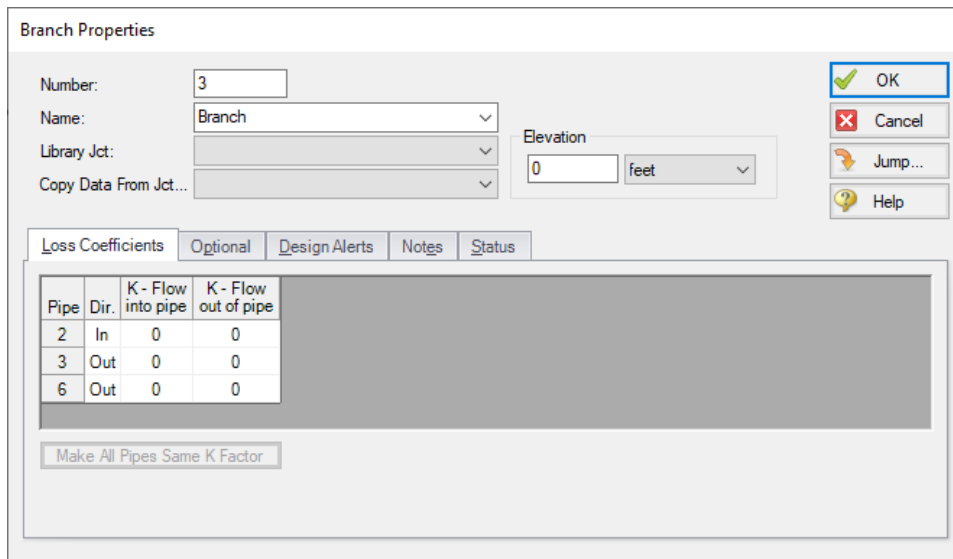 Branch Properties
Number: 3
OK
Name: Branch
Cancel
Elevation
Library Jct:
0 feet
Jump...
Copy Data From Jct...
Help
Loss Coefficients Optional Design Alerts Notes Status
Pipe Dir. K - Flow into pipe K - Flow out of pipe
2 In 0 0
3 Out 0 0
6 Out 0 0
Make All Pipes Same K Factor